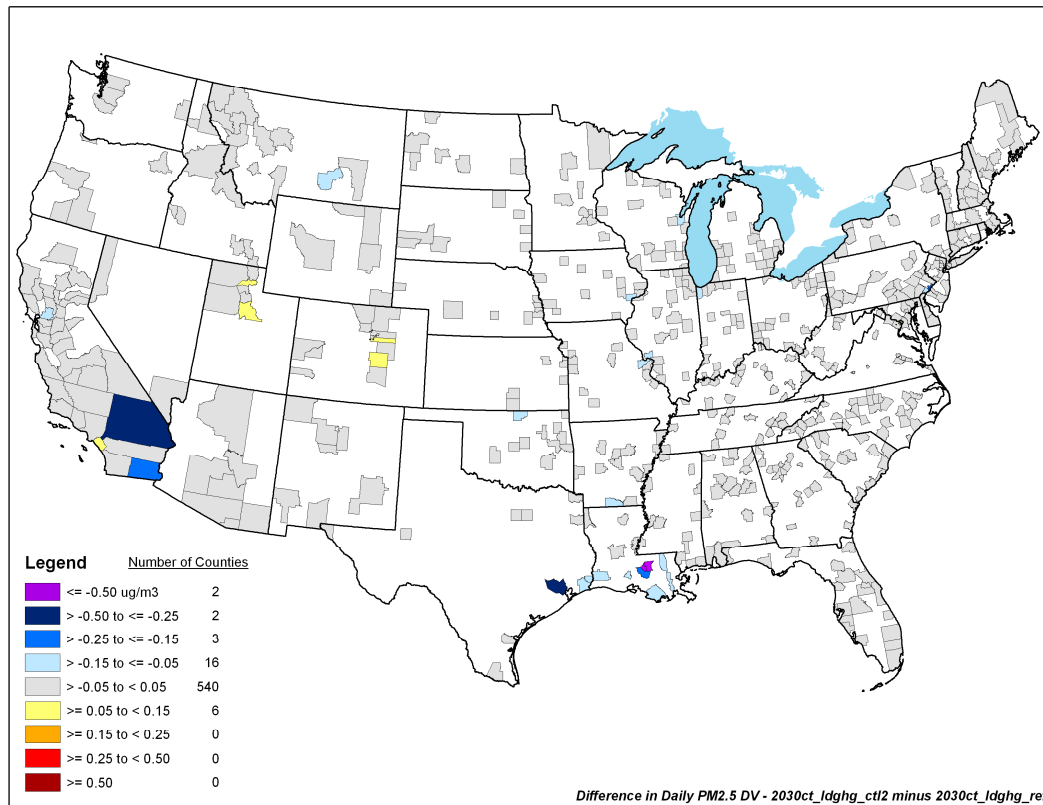 Legend Number of Counties
<= -0.50 ug/m3 2
> -0.50 to <= -0.25 2
> -0.25 to <= -0.15 3
> -0.15 to <= -0.05 16
> -0.05 to < 0.05 540
>= 0.05 to < 0.15 6
>= 0.15 to < 0.25 0
>= 0.25 to < 0.50 0
>= 0.50 0
Difference in Daily PM2.5 DV - 2030ct_ldghg_ctl2 minus 2030ct_ldghg_re